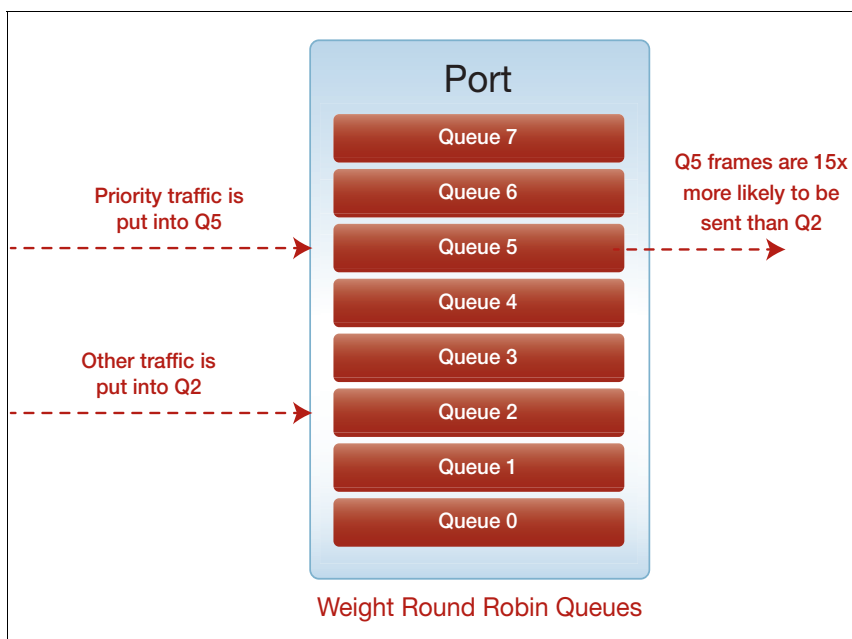 Port
Queue 7
Queue 6
Queue 5
Queue 4
Queue 3
Queue 2
Queue 1
Queue 0
Priority traffic is
put into Q5
Other traffic is
put into Q2
Q5 frames are 15x
more likely to be
sent than Q2
Weight Round Robin Queues